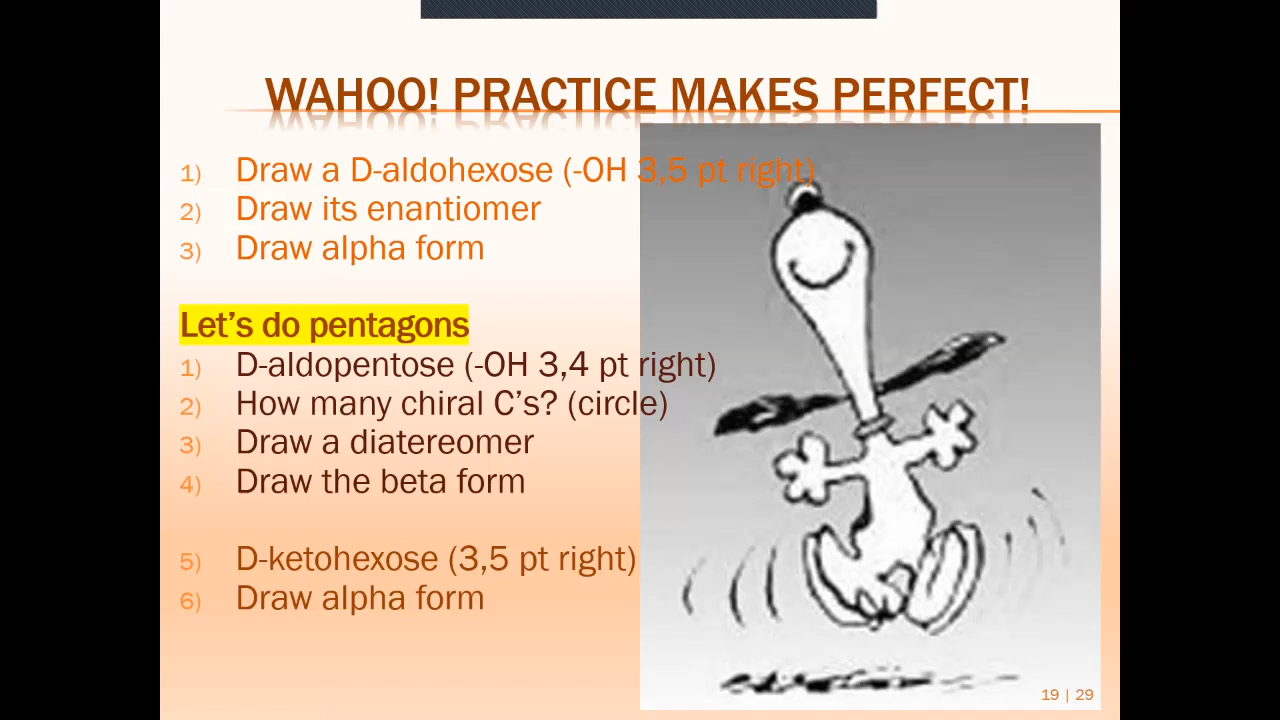 WAHOO! PRACTICE MAKES PERFECT!
1) Draw a D-aldohexose (-OH 3,5 pt right)
2) Draw its enantiomer
3) Draw alpha form
Let's do pentagons
1) D-aldopentose (-OH 3,4 pt right)
2) How many chiral C's? (circle)
3) Draw a diatereomer
4) Draw the beta form
5) D-ketohexose (3,5 pt right)
6) Draw alpha form
19 | 29